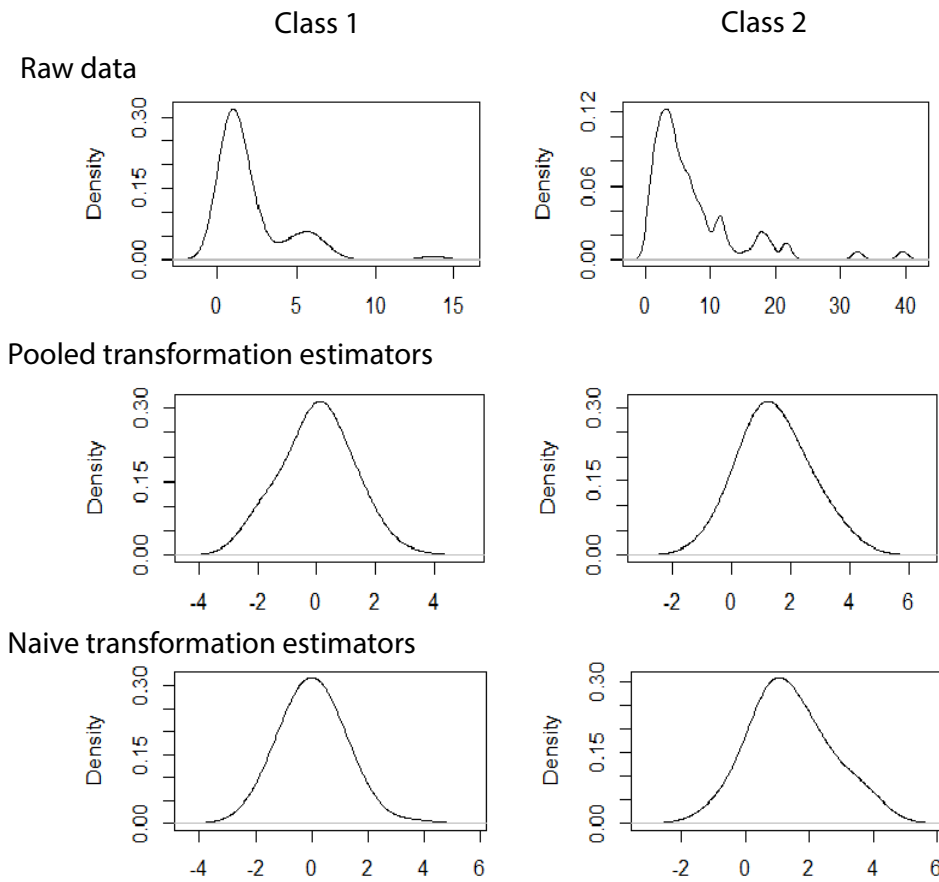 Class 1 Class 2
Raw data
Density 0.00 0.15 0.30
0 5 10 15
Density 0.00 0.06 0.12
0 10 20 30 40
Pooled transformation estimators
Density 0.00 0.15 0.30
-4 -2 0 2 4
Density 0.00 0.15 0.30
-2 0 2 4 6
Naive transformation estimators
Density 0.00 0.15 0.30
-4 -2 0 2 4 6
Density 0.00 0.15 0.30
-2 0 2 4 6